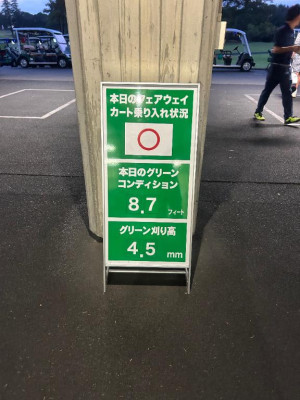 本日のフェアウェイ
カート乗り入れ状況
○
本日のグリーン
コンディション
8.7 フィート
グリーン刈り高
4.5 mm